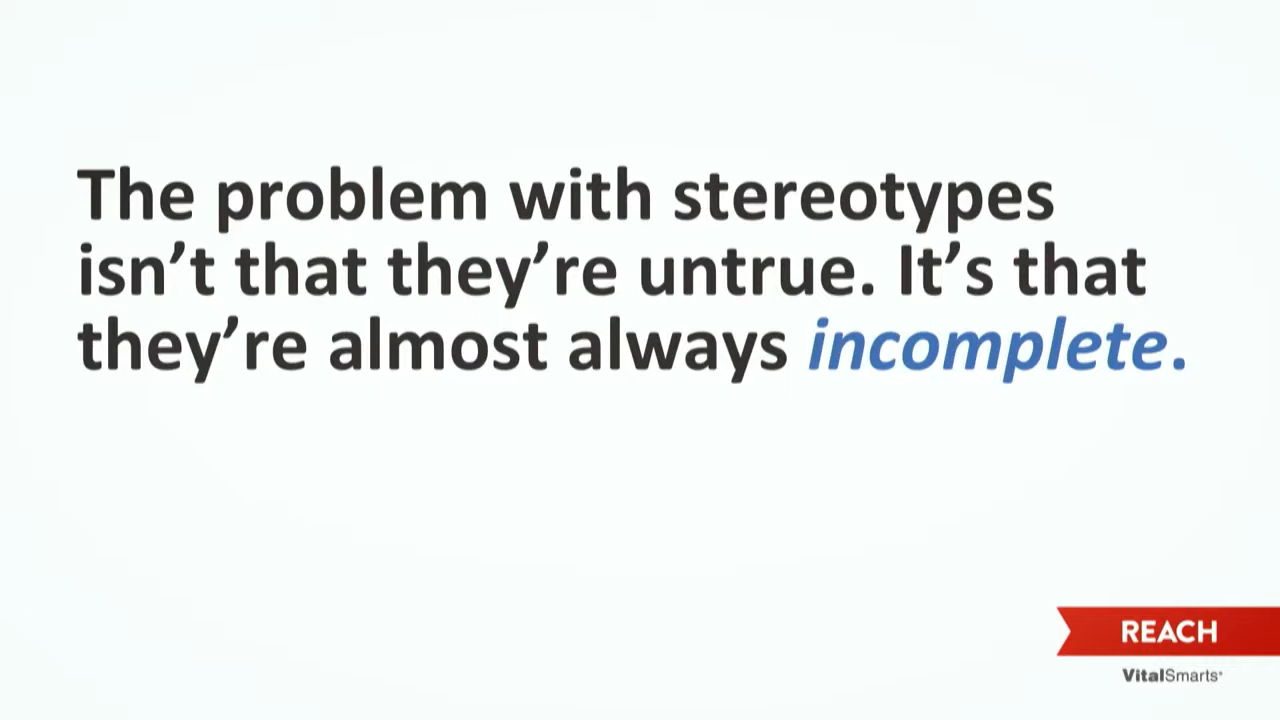 The problem with stereotypes
isn’t that they’re untrue. It’s that
they’re almost always incomplete.
REACH
VitalSmarts